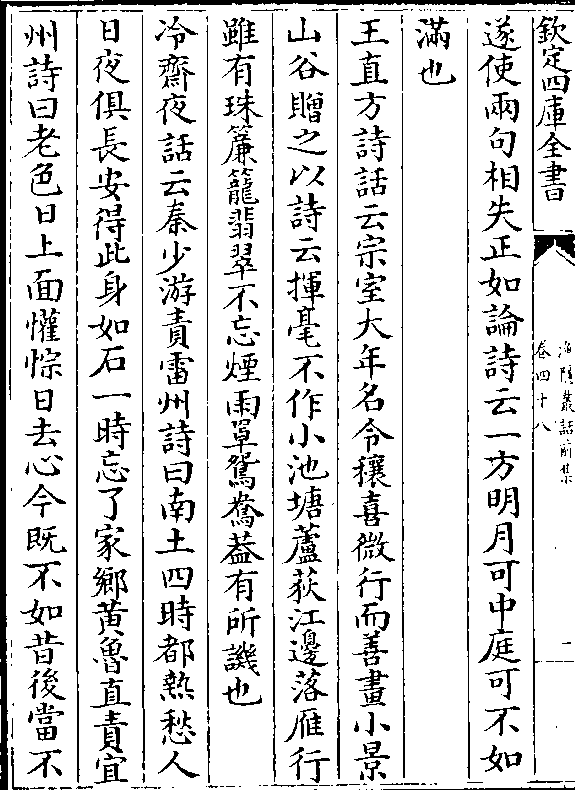 欽定四庫全書
漁隱叢話前集
卷四十八
遂使兩句相失正如論詩云一方明月可中庭可不如
滿也
王直方詩話云宗室大年名令穰喜微行而善畫小景
山谷贈之以詩云揮毫不作小池塘蘆荻江邊落雁行
雖有珠簾籠翡翠不忘煙雨罩鴛鴦葢有所譏也
冷齋夜話云秦少游責雷州詩曰南土四時都熱愁人
日夜俱長安得此身如石一時忘了家鄉黃魯直責宜
州詩曰老色日上面懽悰日去心今既不如昔後當不